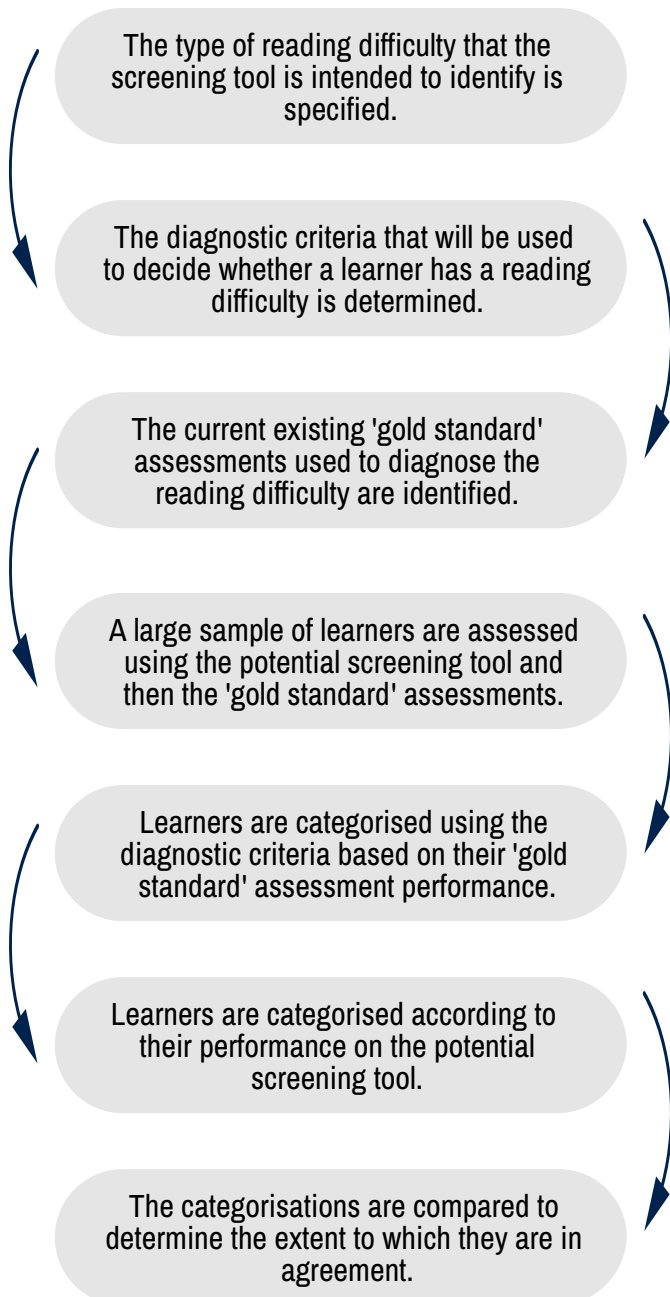 The type of reading difficulty that the
screening tool is intended to identify is
specified.
The diagnostic criteria that will be used
to decide whether a learner has a reading
difficulty is determined.
The current existing 'gold standard'
assessments used to diagnose the
reading difficulty are identified.
A large sample of learners are assessed
using the potential screening tool and
then the 'gold standard' assessments.
Learners are categorised using the
diagnostic criteria based on their 'gold
standard' assessment performance.
Learners are categorised according to
their performance on the potential
screening tool.
The categorisations are compared to
determine the extent to which they are in
agreement.